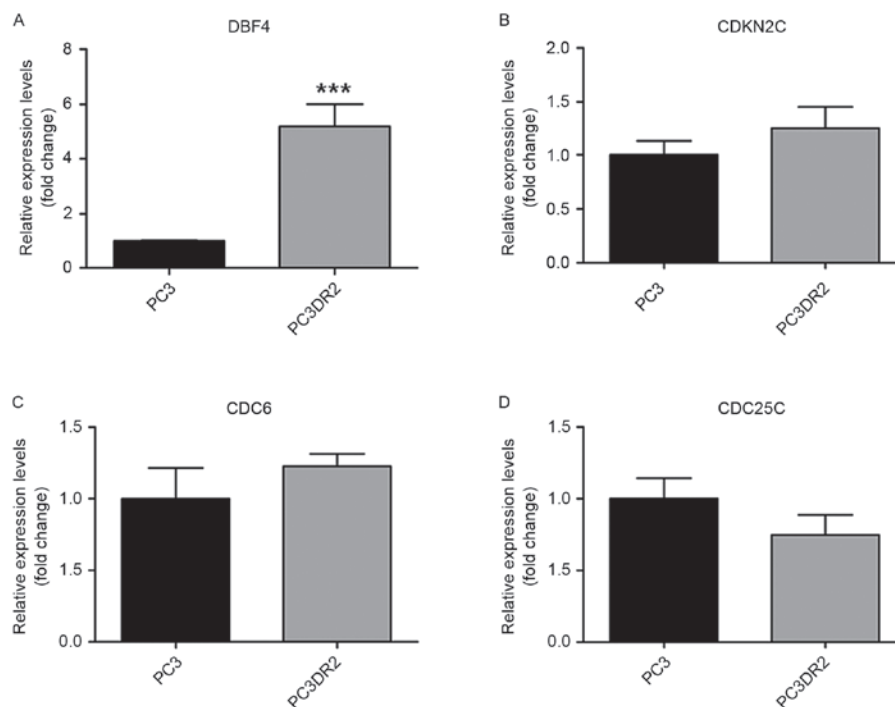 A
DBF4
Relative expression levels
(fold change)
8
6
4
2
0
***
PC3
PC3DR2
B
CDKN2C
Relative expression levels
(fold change)
2.0
1.5
1.0
0.5
0.0
PC3
PC3DR2
C
CDC6
Relative expression levels
(fold change)
1.5
1.0
1.5
0.0
PC3
PC3DR2
D
CDC25C
Relative expression levels
(fold change)
1.5
1.0
1.5
0.0
PC3
PC3DR2